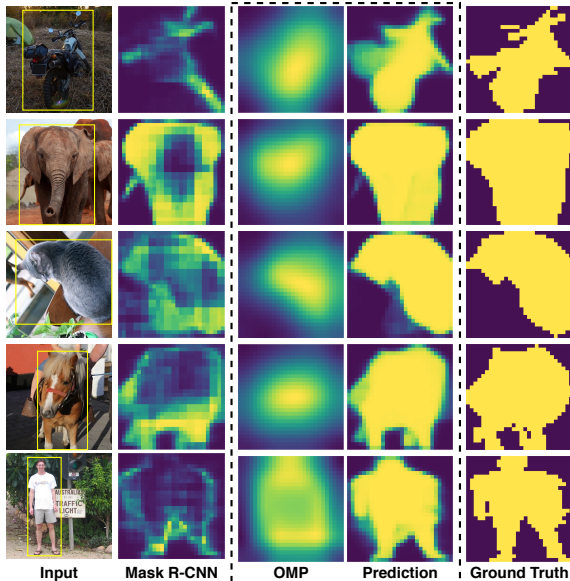 AUSTRALIA
TRAFFIC
LIGHT
Input Mask R-CNN OMP Prediction Ground Truth